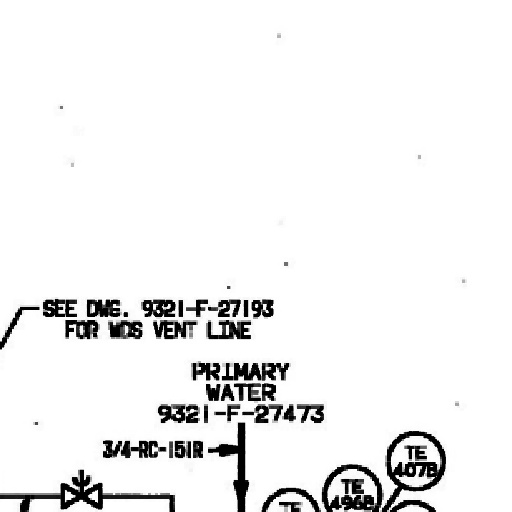 SEE DWG. 9321-F-27193
FOR WDS VENT LINE
PRIMARY
WATER
9321-F-27473
3/4-RC-151R
TE
407B
TE
496B
TE